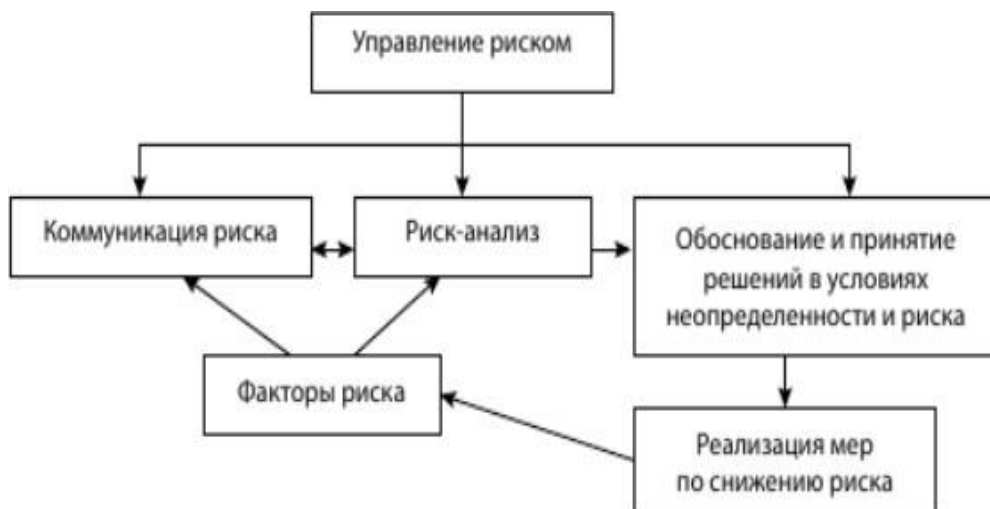 Управление риском
Коммуникация риска
Риск-анализ
Обоснование и принятие
решений в условиях
неопределенности и риска
Факторы риска
Реализация мер
по снижению риска